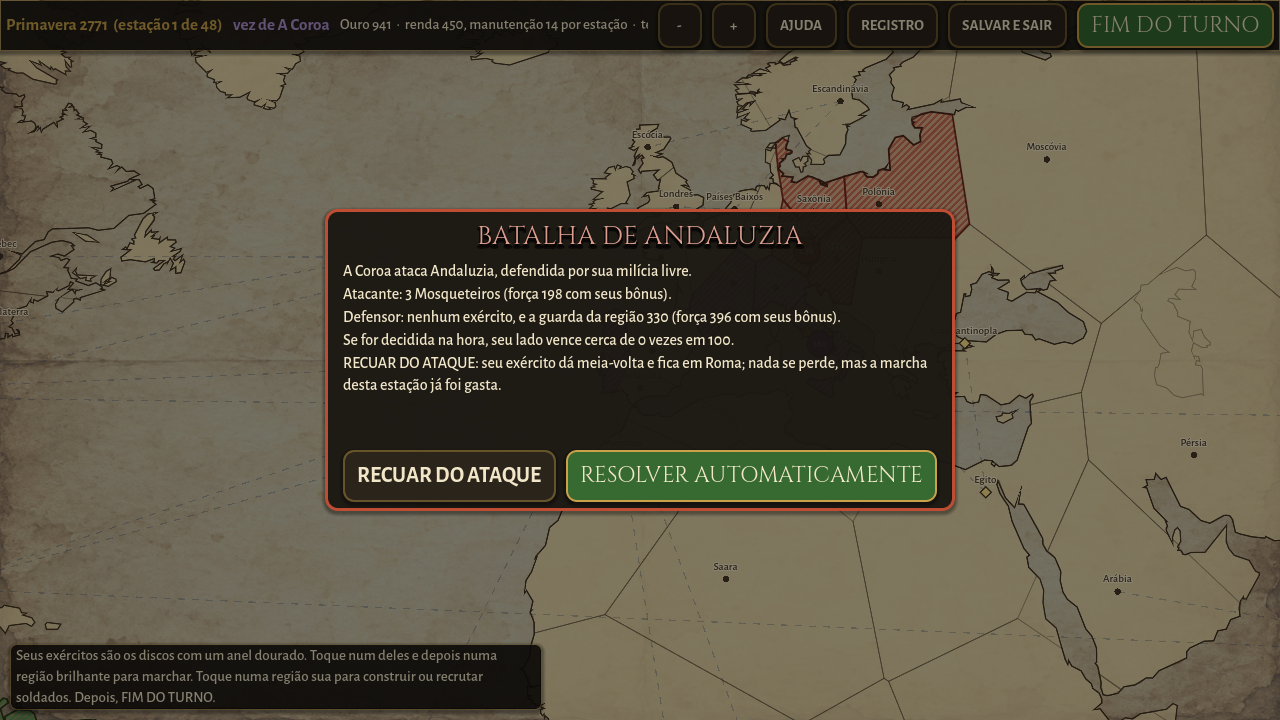 Primavera 2771 (estação 1 de 48) vez de A Coroa Ouro 941 · renda 450, manutenção 14 por estação ·
-
+
AJUDA
REGISTRO
SALVAR E SAIR
FIM DO TURNO
Escandinávia
Escócia
Moscóvia
Londres
Países Baixos
Saxônia
Polônia
BATALHA DE ANDALUZIA
A Coroa ataca Andaluzia, defendida por sua milícia livre.
Atacante: 3 Mosqueteiros (força 198 com seus bônus).
Defensor: nenhum exército, e a guarda da região 330 (força 396 com seus bônus).
Se for decidida na hora, seu lado vence cerca de 0 vezes em 100.
RECUAR DO ATAQUE: seu exército dá meia-volta e fica em Roma; nada se perde, mas a marcha
desta estação já foi gasta.
RECUAR DO ATAQUE
RESOLVER AUTOMATICAMENTE
Pérsia
Egito
Saara
Arábia
Seus exércitos são os discos com um anel dourado. Toque num deles e depois numa
região brilhante para marchar. Toque numa região sua para construir ou recrutar
soldados. Depois, FIM DO TURNO.